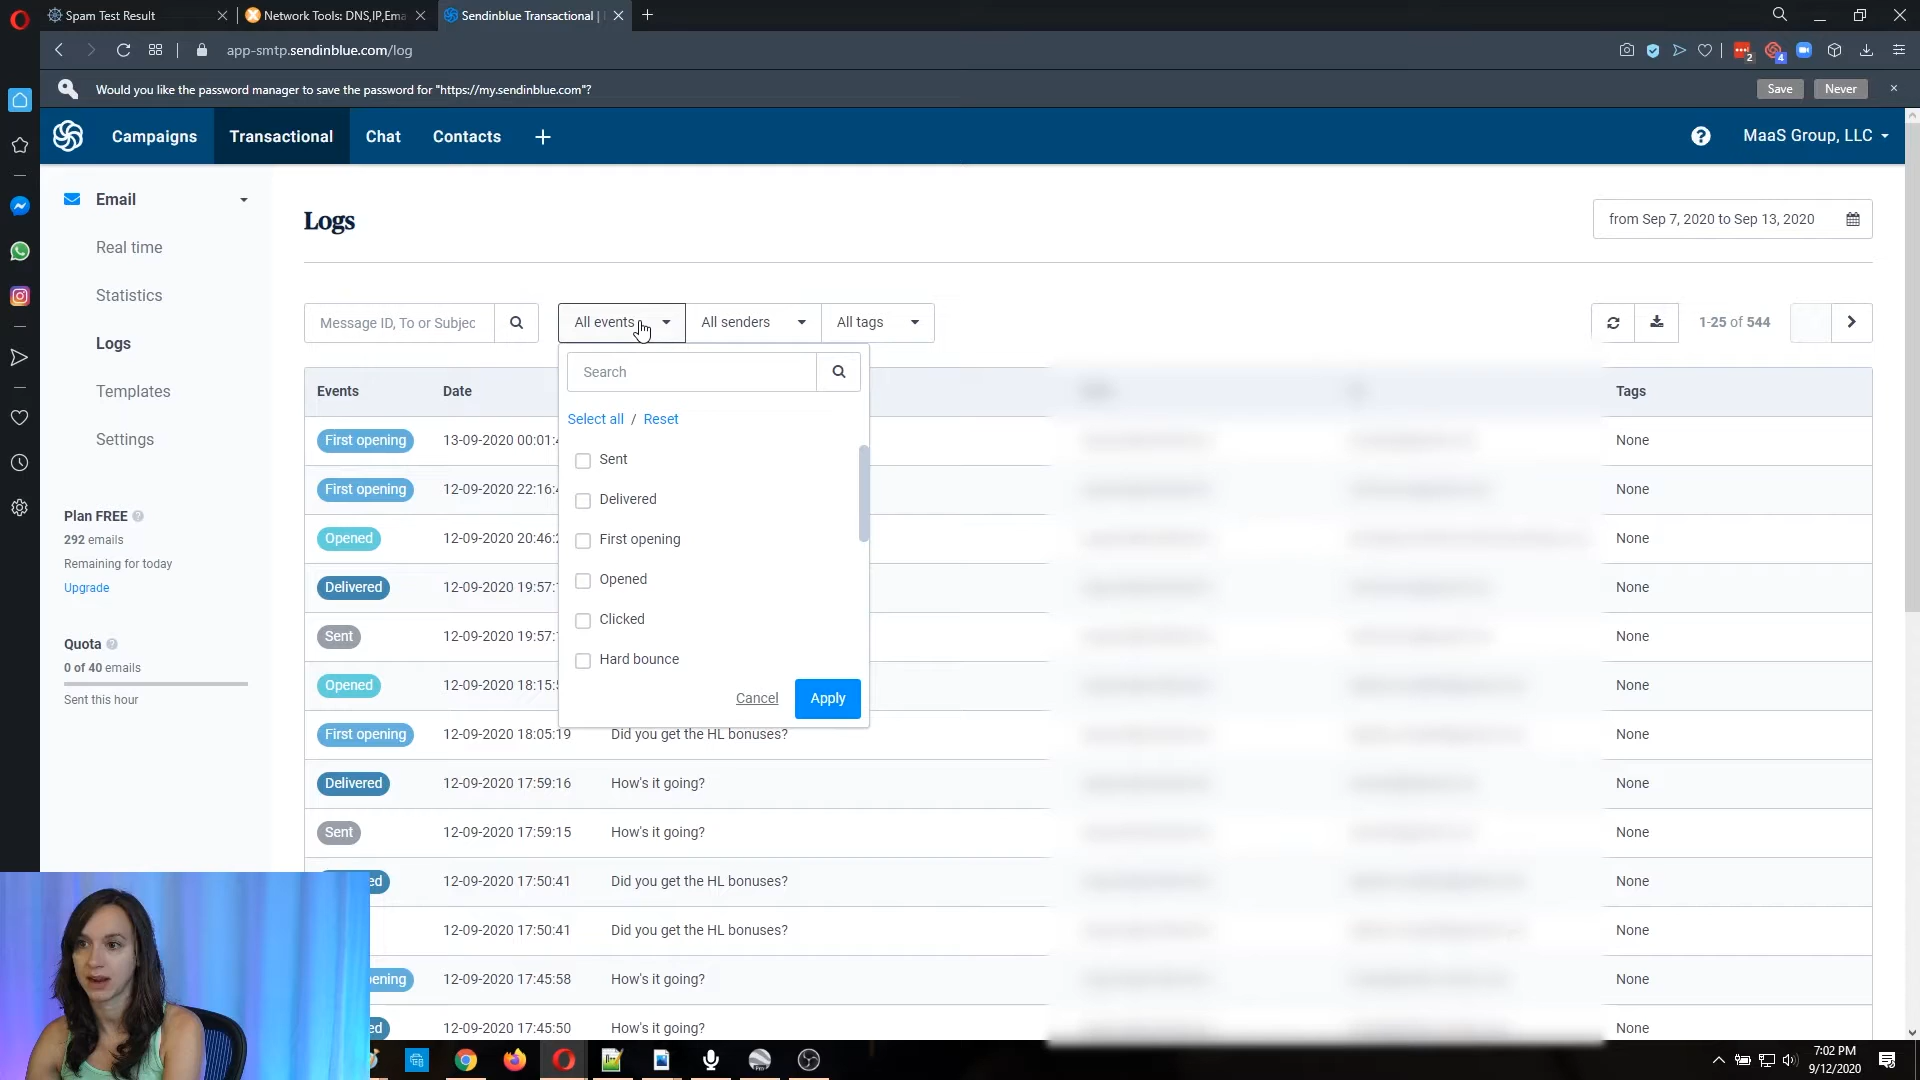 Spam Test Result
Network Tools: DNS,IP,Ema
Sendinblue Transactional |
app-smtp.sendinblue.com/log
2
4
Would you like the password manager to save the password for "https://my.sendinblue.com"?
Save
Never
Campaigns
Transactional
Chat
Contacts
MaaS Group, LLC
Email
Real time
Statistics
Logs
Templates
Settings
Plan FREE
292 emails
Remaining for today
Upgrade
Quota
0 of 40 emails
Sent this hour
Logs
from Sep 7, 2020 to Sep 13, 2020
Message ID, To or Subjec
All events
All senders
All tags
1-25 of 544
Search
Select all / Reset
Sent
Delivered
First opening
Opened
Clicked
Hard bounce
Cancel
Apply
Events Date Tags
First opening 13-09-2020 00:01:4 None
First opening 12-09-2020 22:16:4 None
Opened 12-09-2020 20:46:2 None
Delivered 12-09-2020 19:57:1 None
Sent 12-09-2020 19:57:1 None
Opened 12-09-2020 18:15:5 None
First opening 12-09-2020 18:05:19 Did you get the HL bonuses? None
Delivered 12-09-2020 17:59:16 How's it going? None
Sent 12-09-2020 17:59:15 How's it going? None
ed 12-09-2020 17:50:41 Did you get the HL bonuses? None
12-09-2020 17:50:41 Did you get the HL bonuses? None
ening 12-09-2020 17:45:58 How's it going? None
ed 12-09-2020 17:45:50 How's it going? None
7:02 PM
9/12/2020